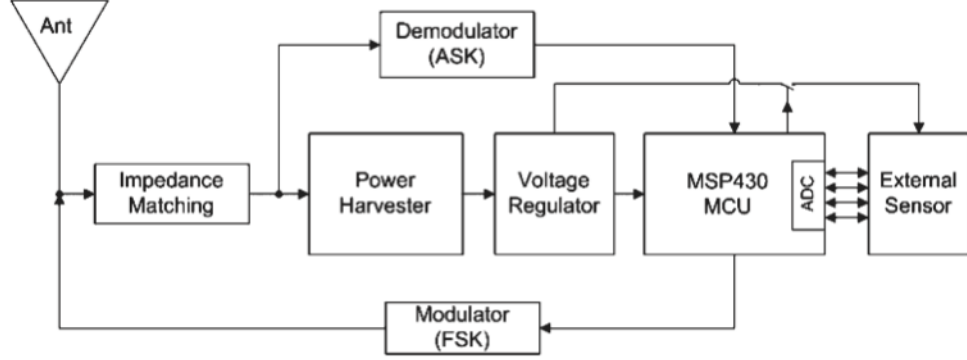 Ant
Demodulator
(ASK)
Impedance
Matching
Power
Harvester
Voltage
Regulator
MSP430
MCU
ADC
External
Sensor
Modulator
(FSK)